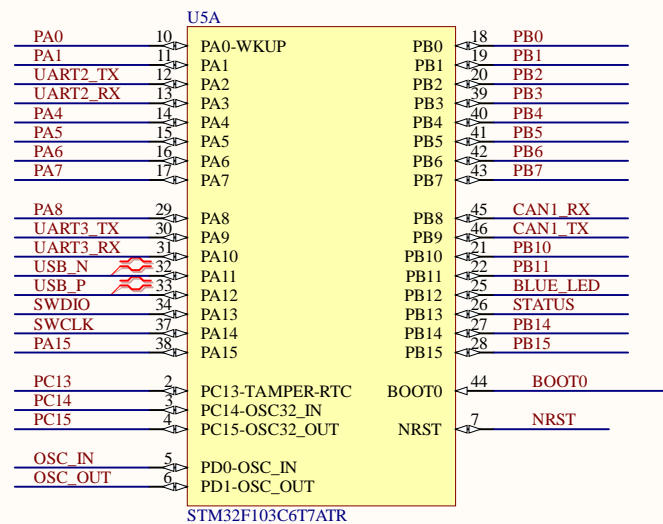 U5A
PA0 10 PA0-WKUP PB0 18 PB0
PA1 11 PA1 PB1 19 PB1
UART2_TX 12 PA2 PB2 20 PB2
UART2_RX 13 PA3 PB3 39 PB3
PA4 14 PA4 PB4 40 PB4
PA5 15 PA5 PB5 41 PB5
PA6 16 PA6 PB6 42 PB6
PA7 17 PA7 PB7 43 PB7
PA8 29 PA8 PB8 45 CAN1_RX
UART3_TX 30 PA9 PB9 46 CAN1_TX
UART3_RX 31 PA10 PB10 21 PB10
USB_N 32 PA11 PB11 22 PB11
USB_P 33 PA12 PB12 25 BLUE_LED
SWDIO 34 PA13 PB13 26 STATUS
SWCLK 37 PA14 PB14 27 PB14
PA15 38 PA15 PB15 28 PB15
PC13 2 PC13-TAMPER-RTC BOOT0 44 BOOT0
PC14 3 PC14-OSC32_IN
PC15 4 PC15-OSC32_OUT NRST 7 NRST
OSC_IN 5 PD0-OSC_IN
OSC_OUT 6 PD1-OSC_OUT
STM32F103C6T7ATR